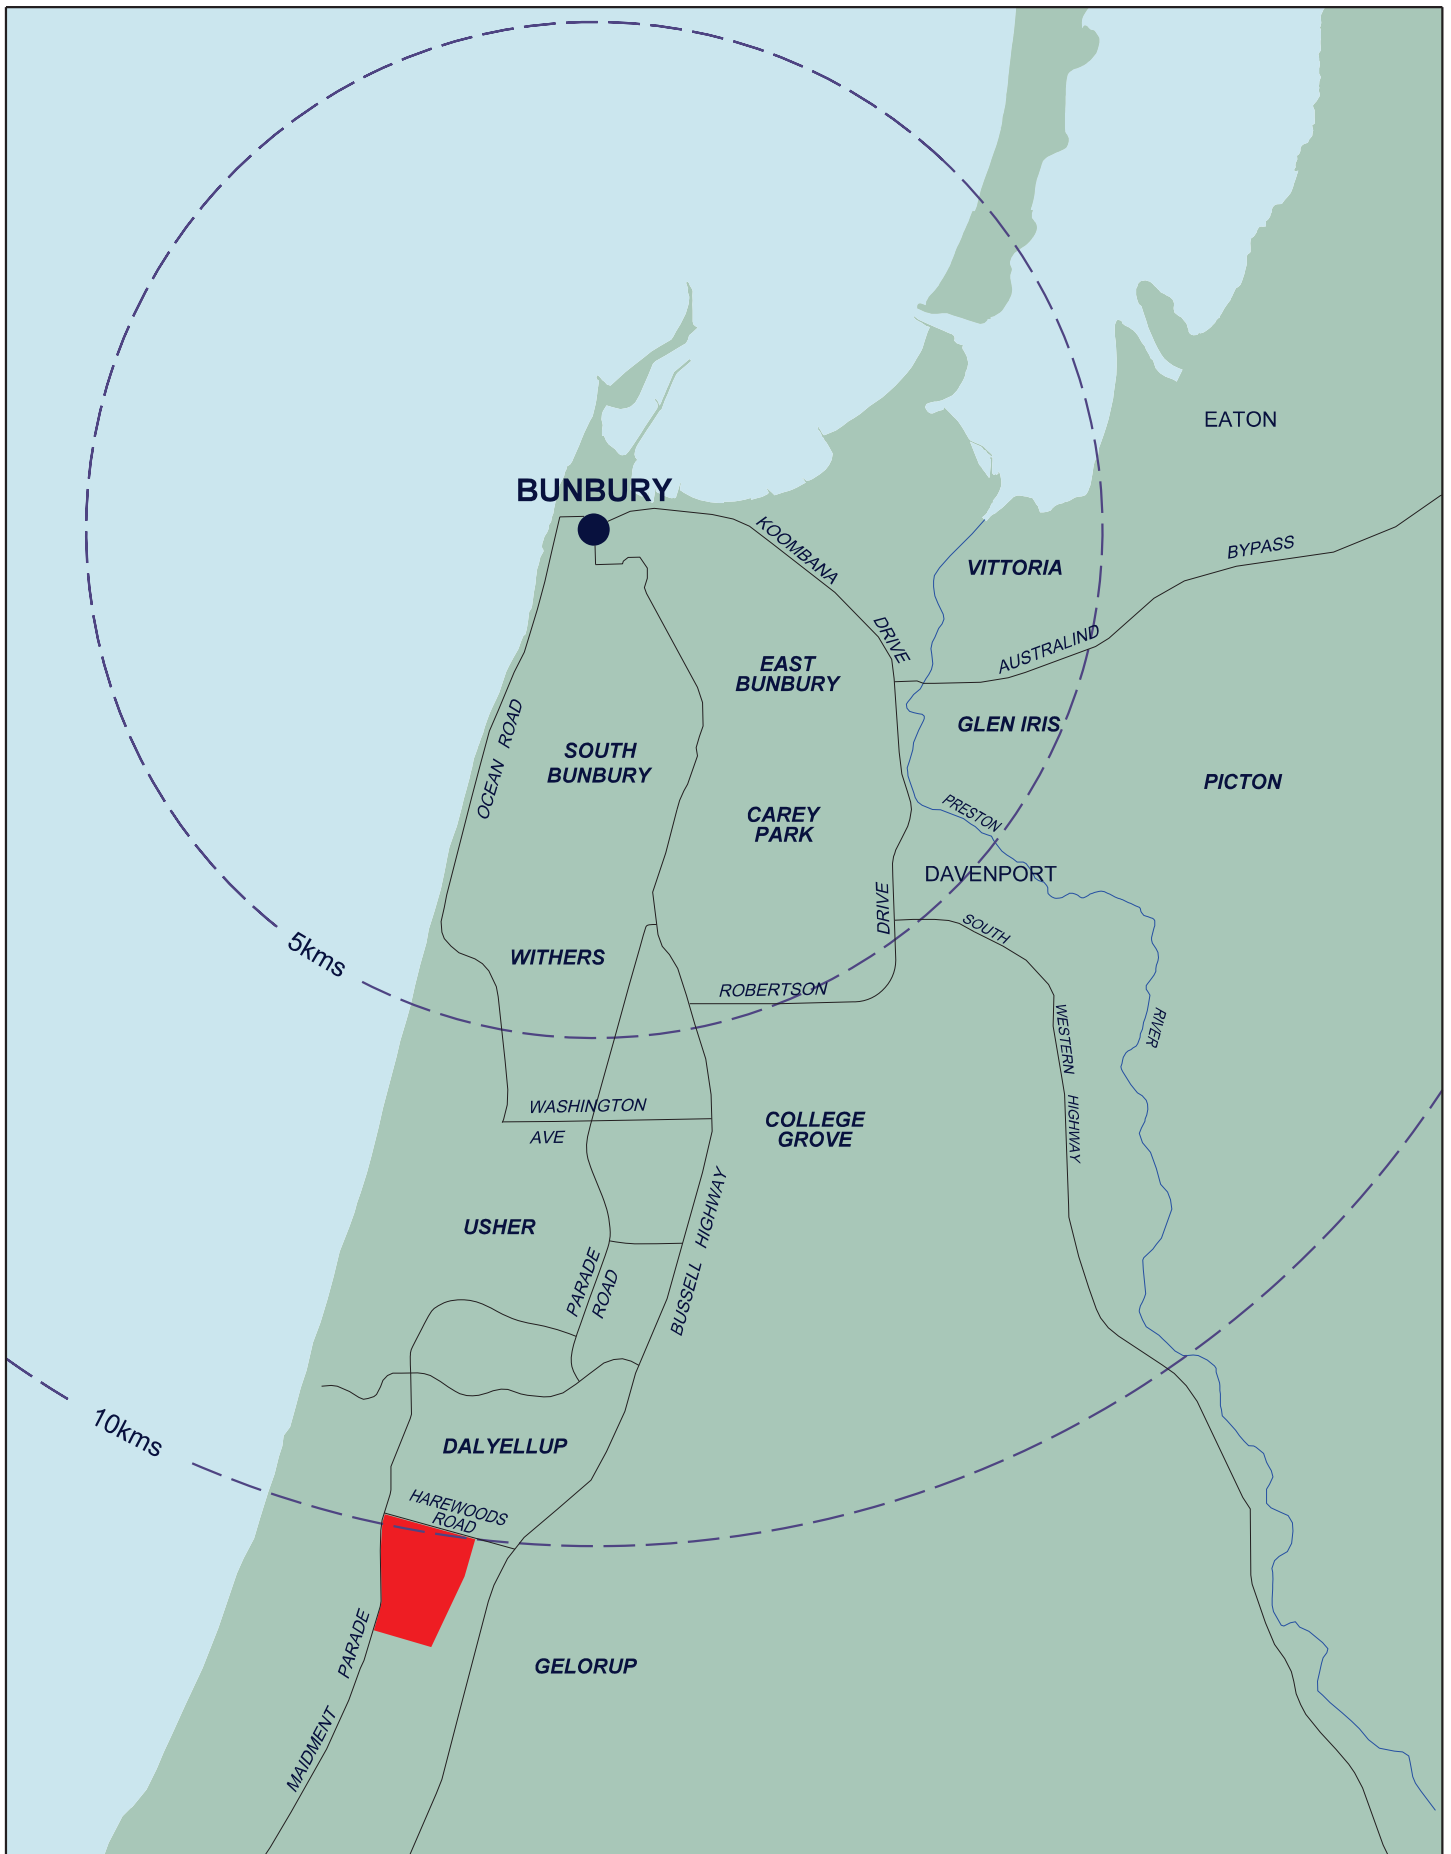 EATON
BUNBURY
KOOMBANA
DRIVE
BYPASS
VITTORIA
AUSTRALIND
EAST
BUNBURY
OCEAN ROAD
SOUTH
BUNBURY
GLEN IRIS
PICTON
PRESTON
CAREY
PARK
DAVENPORT
DRIVE
SOUTH
5kms
WITHERS
ROBERTSON
WESTERN HIGHWAY
RIVER
WASHINGTON
AVE
COLLEGE
GROVE
USHER
PARADE
ROAD
BUSSELL HIGHWAY
10kms
DALYELLUP
HAREWOODS
ROAD
MAIDMENT PARADE
GELORUP